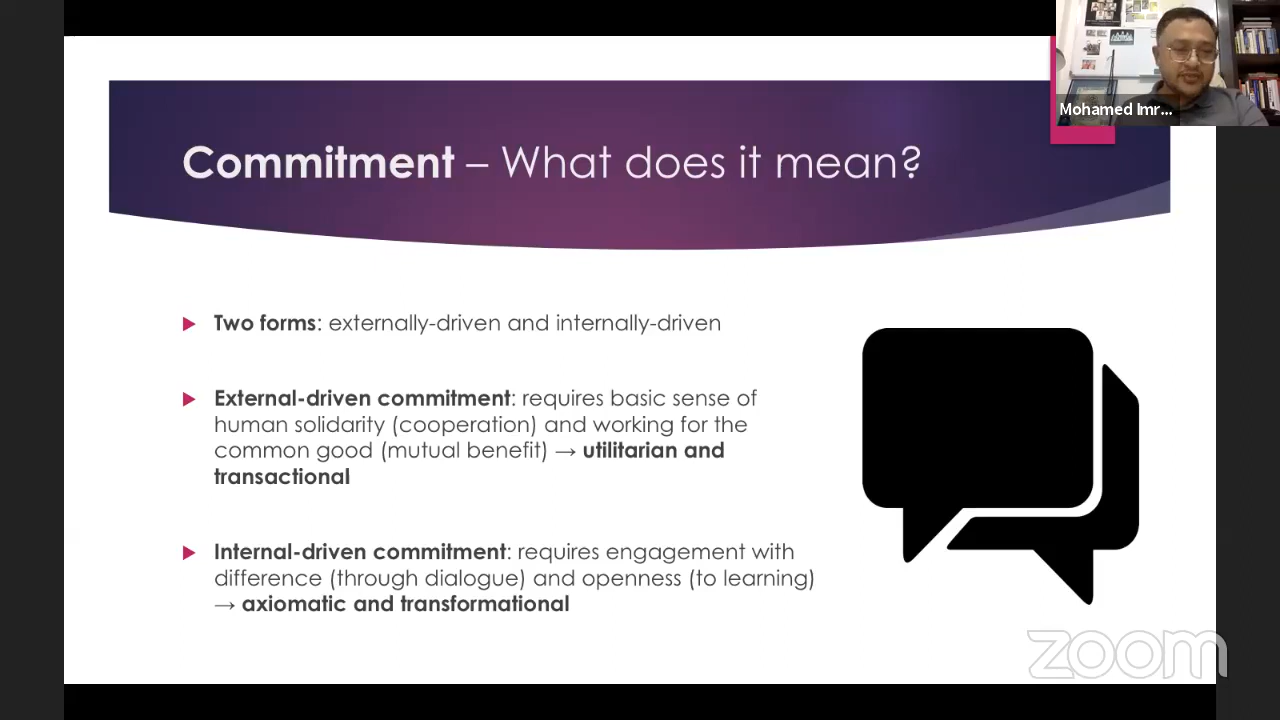 Mohamed Imr...
Commitment – What does it mean?
Two forms: externally-driven and internally-driven
External-driven commitment: requires basic sense of
human solidarity (cooperation) and working for the
common good (mutual benefit) → utilitarian and
transactional
Internal-driven commitment: requires engagement with
difference (through dialogue) and openness (to learning)
→ axiomatic and transformational
zoom